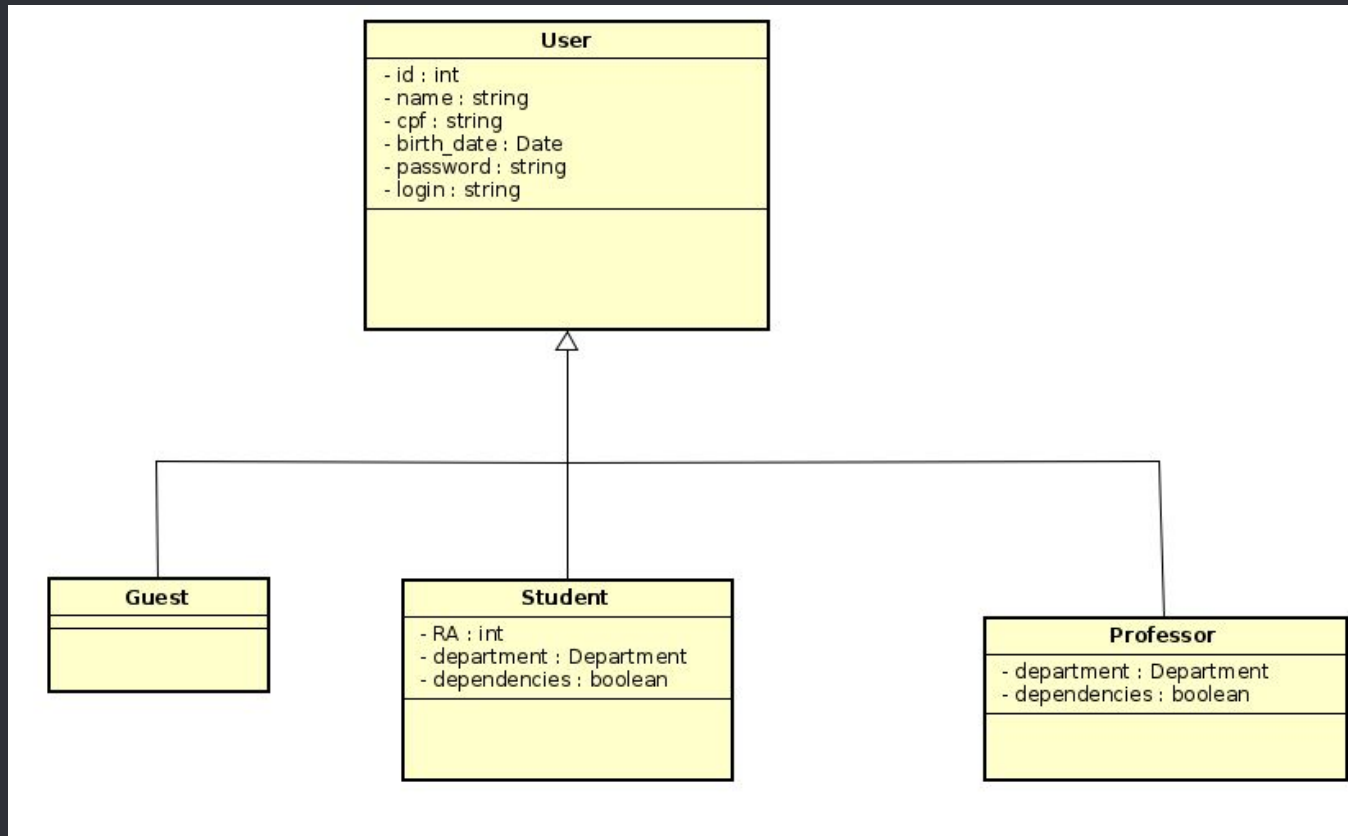 User
- id : int
- name : string
- cpf : string
- birth_date : Date
- password : string
- login : string
Guest
Student
- RA : int
- department : Department
- dependencies : boolean
Professor
- department : Department
- dependencies : boolean